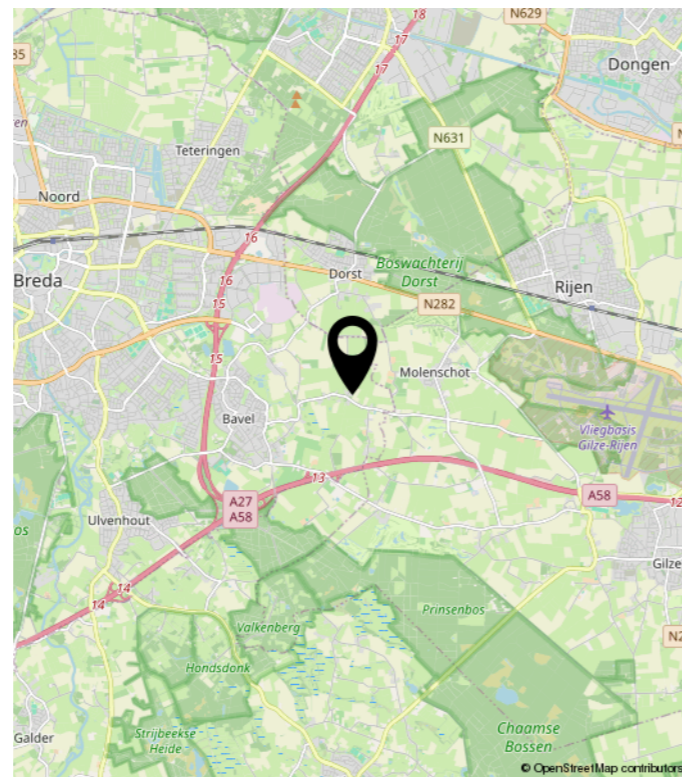 18
N629
17
Dongen
17
N631
Teteringen
Noord
16
Boswachterij
Dorst
Dorst
Breda
16
Rijen
15
N282
15
Molenschot
Bavel
Vliegbasis
Gilze-Rijen
13
A27
A58
A58
12
Ulvenhout
Gilze
14
14
Prinsenbos
Valkenberg
Hondsdonk
Strijbeekse
Heide
Galder
Chaamse
Bossen
© OpenStreetMap contributors